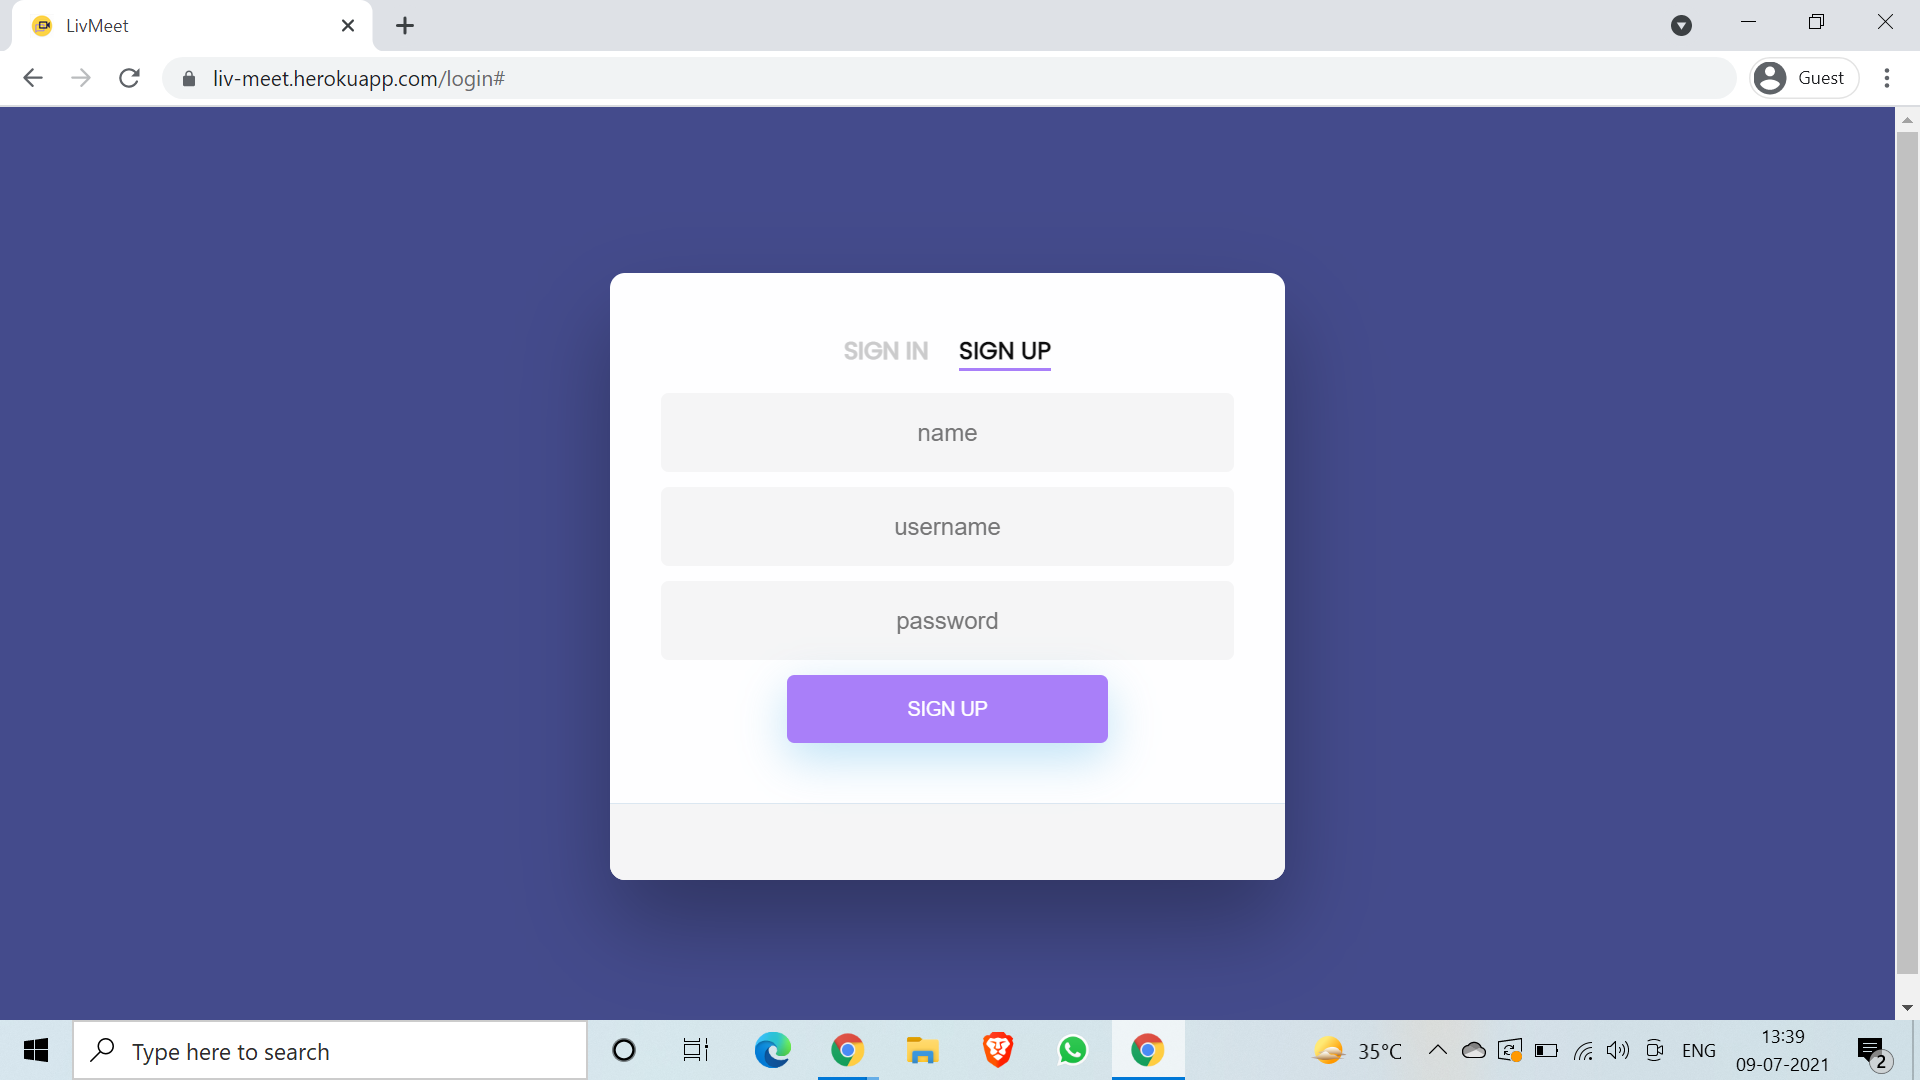 LivMeet
liv-meet.herokuapp.com/login#
Guest
SIGN IN SIGN UP
name
username
password
SIGN UP
Type here to search
35°C
ENG
13:39
09-07-2021
2